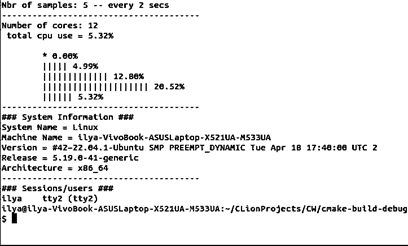 Nbr of samples: 5 -- every 2 secs
---------------------------------------
Number of cores: 12
total cpu use = 5.32%
* 0.00%
||||| 4.99%
||||||||||||| 12.80%
||||||||||||||||||||| 20.52%
|||||| 5.32%
---------------------------------------
### System Information ###
System Name = Linux
Machine Name = ilya-VivoBook-ASUSLaptop-X521UA-M533UA
Version = #42~22.04.1-Ubuntu SMP PREEMPT_DYNAMIC Tue Apr 18 17:40:00 UTC 2
Release = 5.19.0-41-generic
Architecture = x86_64
---------------------------------------
### Sessions/users ###
ilya tty2 (tty2)
ilya@ilya-VivoBook-ASUSLaptop-X521UA-M533UA:~/CLionProjects/CW/cmake-build-debug
$